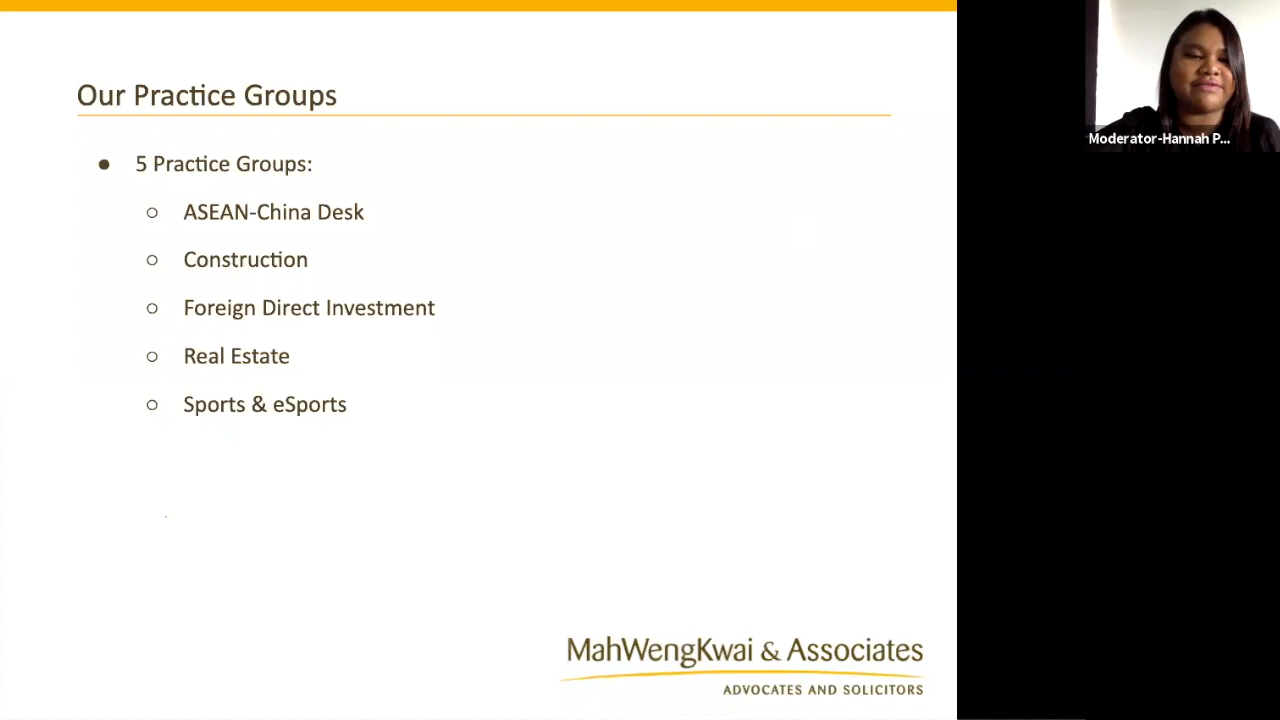 Our Practice Groups
● 5 Practice Groups:
○ ASEAN-China Desk
○ Construction
○ Foreign Direct Investment
○ Real Estate
○ Sports & eSports
MahWengKwai & Associates
ADVOCATES AND SOLICITORS
Moderator-Hannah P...